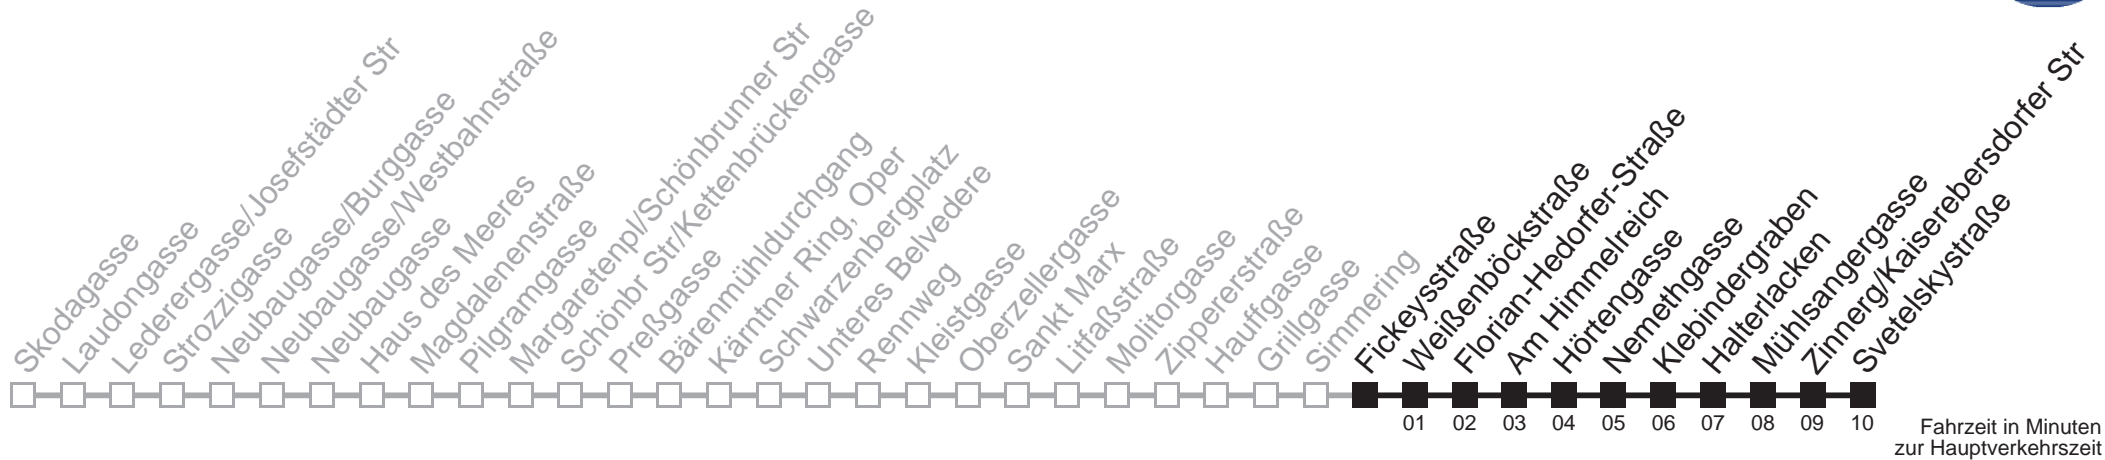 Skodagasse
Laudongasse
Lederergasse/Josefstädter Str
Strozzigasse
Neubaugasse/Burggasse
Neubaugasse/Westbahnstraße
Neubaugasse
Haus des Meeres
Magdalenenstraße
Pilgramgasse
Margaretenpl/Schönbrunner Str
Schönbr Str/Kettenbrückengasse
Preßgasse
Bärenmühldurchgang
Kärntner Ring, Oper
Schwarzenbergplatz
Unteres Belvedere
Rennweg
Kleistgasse
Oberzellergasse
Sankt Marx
Litfaßstraße
Molitorgasse
Zippererstraße
Hauffgasse
Grillgasse
Simmering
Fickeysstraße
Weißenböckstraße
Florian-Hedorfer-Straße
Am Himmelreich
Hörtengasse
Nemethgasse
Klebindergraben
Halterlacken
Mühlsangergasse
Zinnerg/Kaiserebersdorfer Str
Svetelskystraße
01 02 03 04 05 06 07 08 09 10
Fahrzeit in Minuten
zur Hauptverkehrszeit